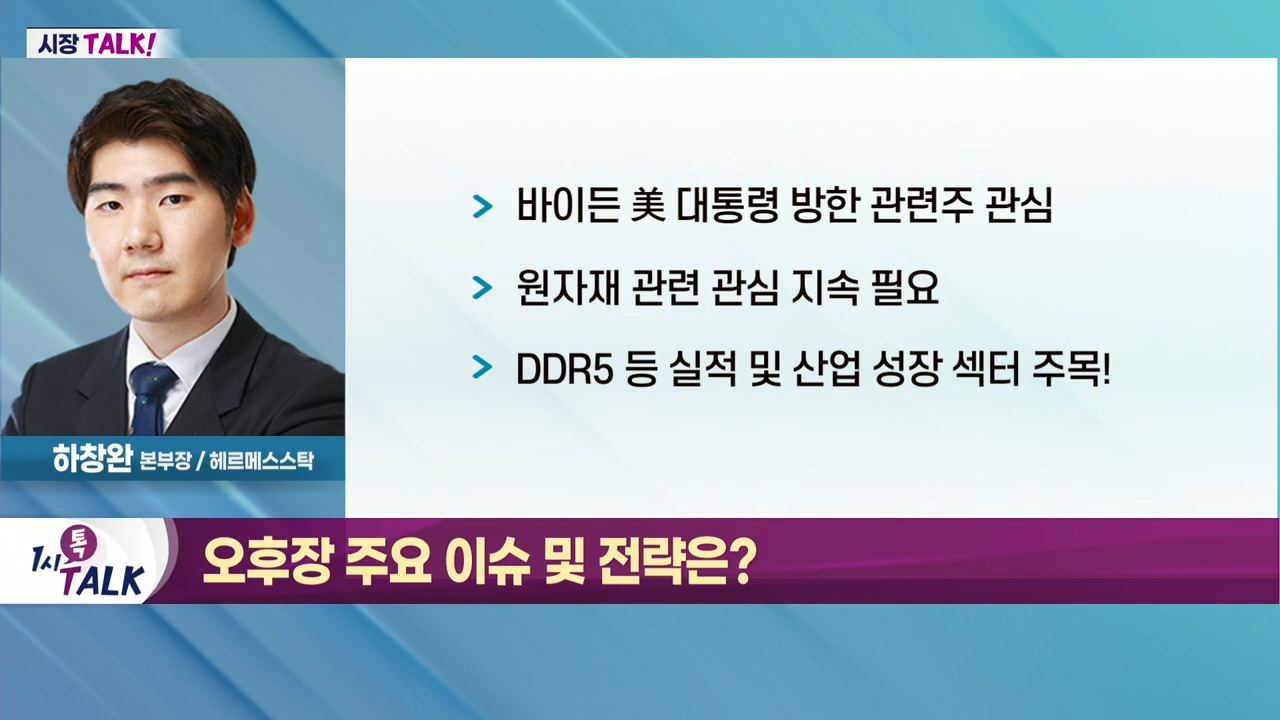 시장 TALK!
> 바이든 美 대통령 방한 관련주 관심
> 원자재 관련 관심 지속 필요
> DDR5 등 실적 및 산업 성장 섹터 주목!
하창완 본부장 / 헤르메스스탁
1시 톡 TALK
오후장 주요 이슈 및 전략은?